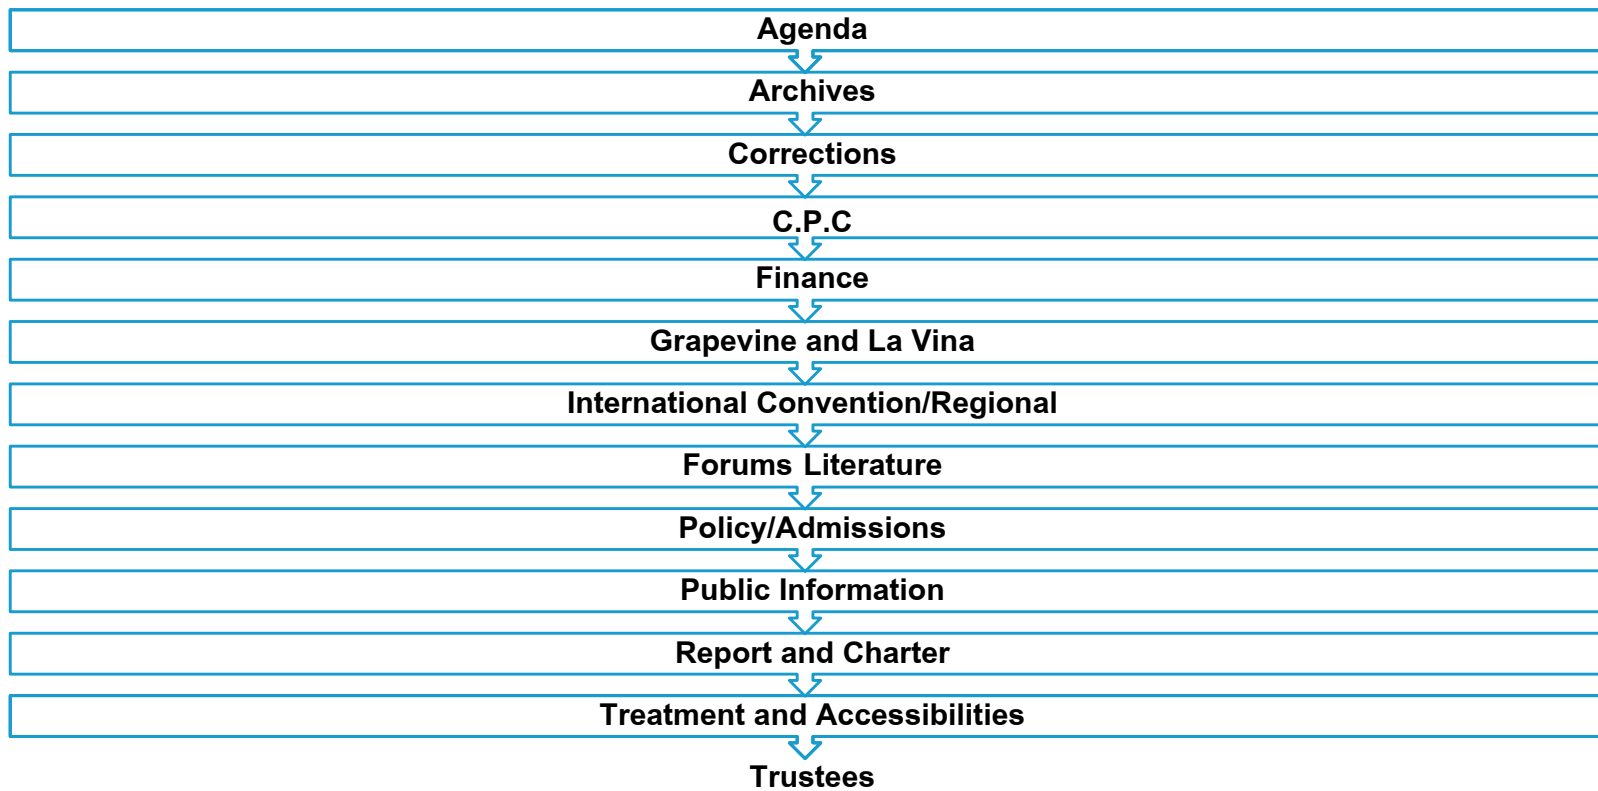 Agenda
Archives
Corrections
C.P.C
Finance
Grapevine and La Vina
International Convention/Regional
Forums Literature
Policy/Admissions
Public Information
Report and Charter
Treatment and Accessibilities
Trustees